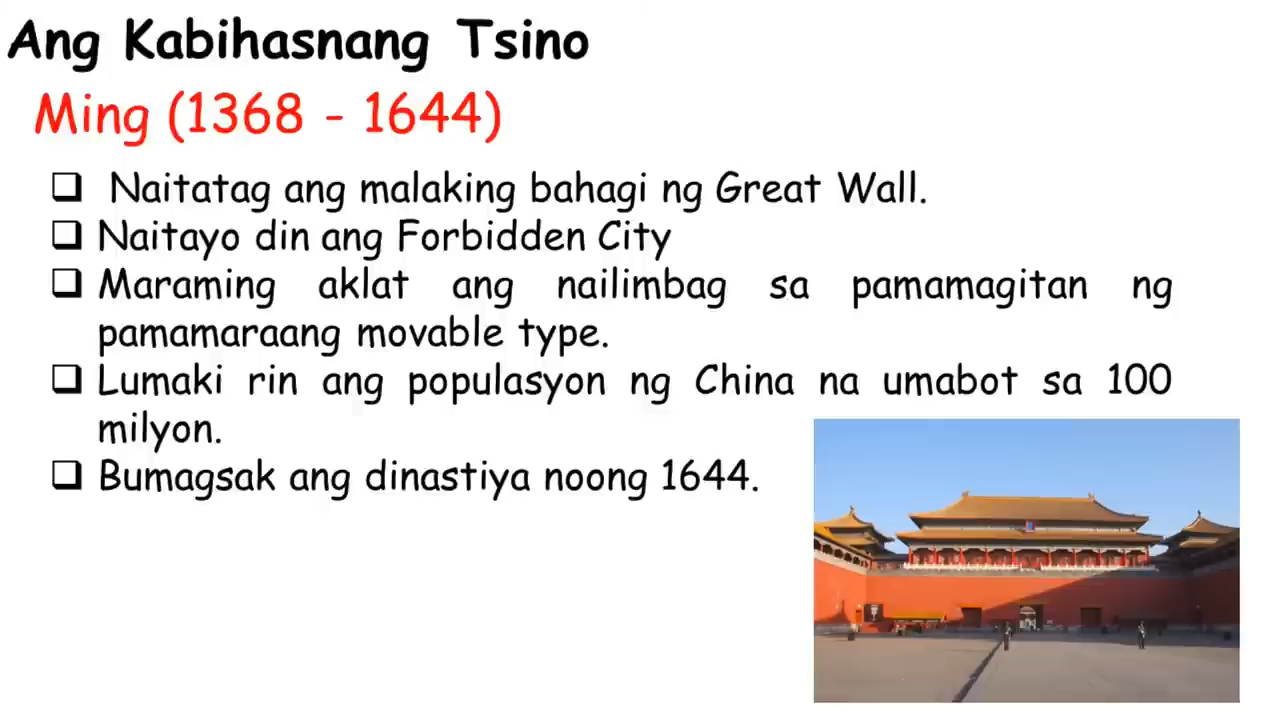 Ang Kabihasnang Tsino
Ming (1368 - 1644)
Naitatag ang malaking bahagi ng Great Wall.
Naitayo din ang Forbidden City
Maraming aklat ang nailimbag sa pamamagitan ng
pamamaraang movable type.
Lumaki rin ang populasyon ng China na umabot sa 100
milyon.
Bumagsak ang dinastiya noong 1644.